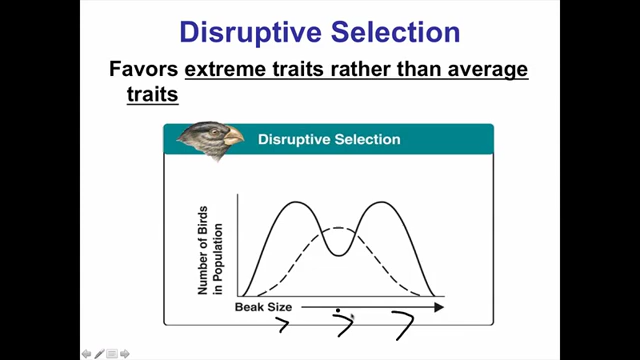 Disruptive Selection
Favors extreme traits rather than average
traits
Disruptive Selection
Number of Birds
in Population
Beak Size